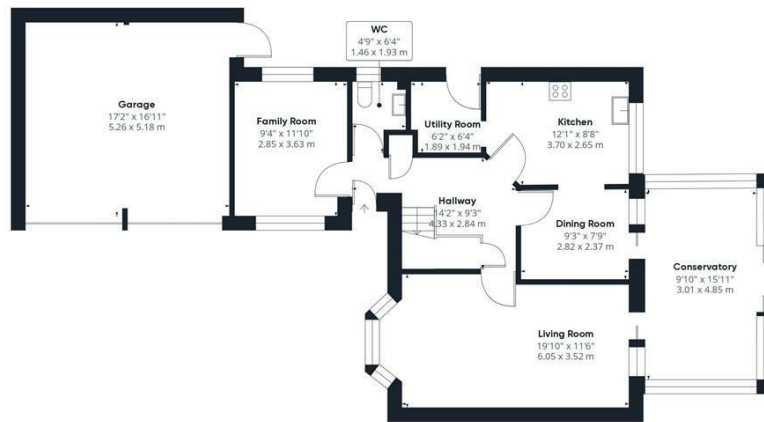 WC
4'9" x 6'4"
1.46 x 1.93 m
Garage
17'2" x 16'11"
5.26 x 5.18 m
Family Room
9'4" x 11'10"
2.85 x 3.63 m
Utility Room
6'2" x 6'4"
1.89 x 1.94 m
Kitchen
12'1" x 8'8"
3.70 x 2.65 m
Hallway
4'2" x 9'3"
4.33 x 2.84 m
Dining Room
9'3" x 7'9"
2.82 x 2.37 m
Conservatory
9'10" x 15'11"
3.01 x 4.85 m
Living Room
19'10" x 11'6"
6.05 x 3.52 m